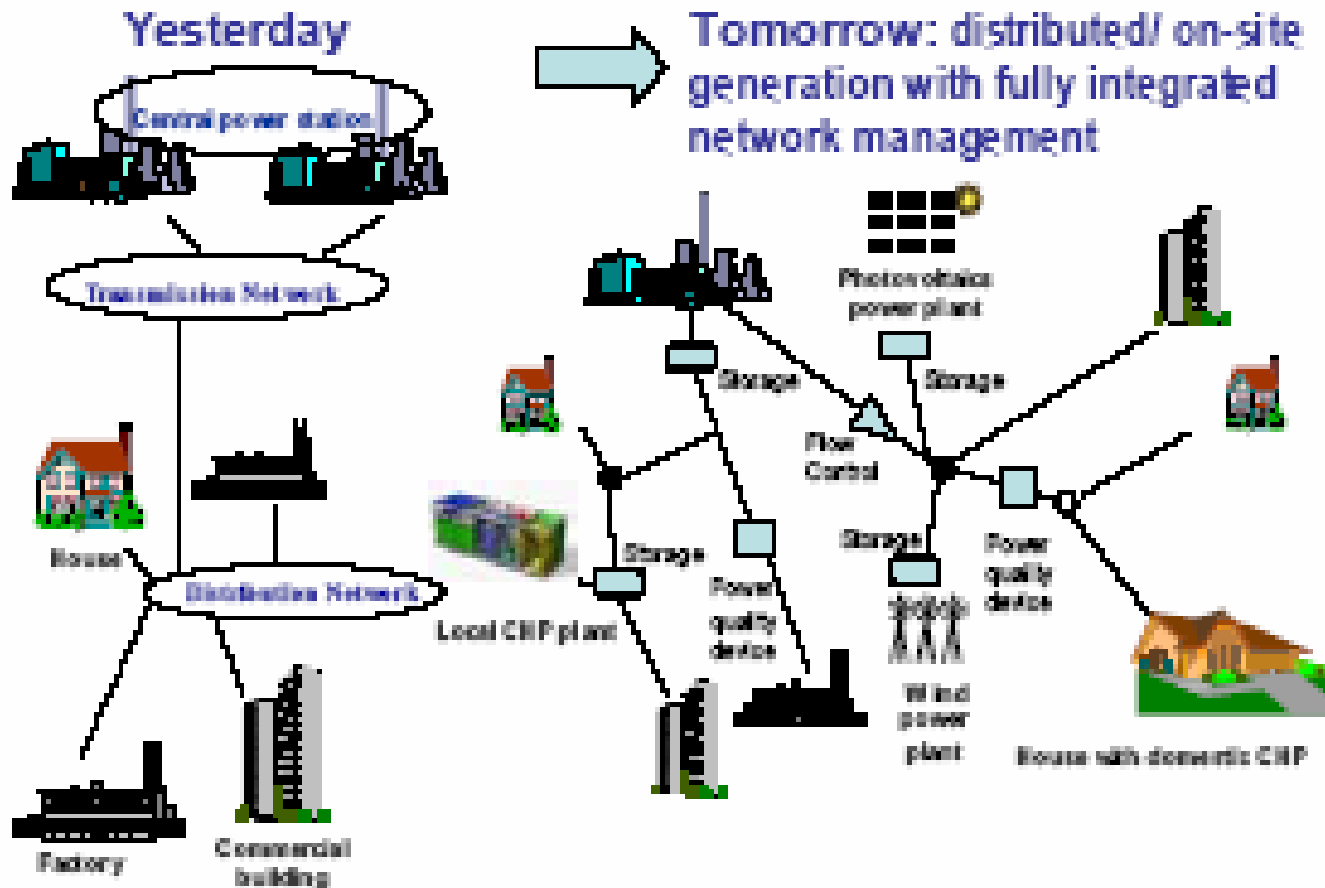 Yesterday
Tomorrow: distributed/ on-site
generation with fully integrated
network management
Central power station
Transmission Network
House
Distribution Network
Factory
Commercial
building
Photovoltaics
power plant
Storage
Storage
Flow
Control
Storage
Local CHP plant
Power
quality
device
Storage
Power
quality
device
Wind
power
plant
House with domestic CHP